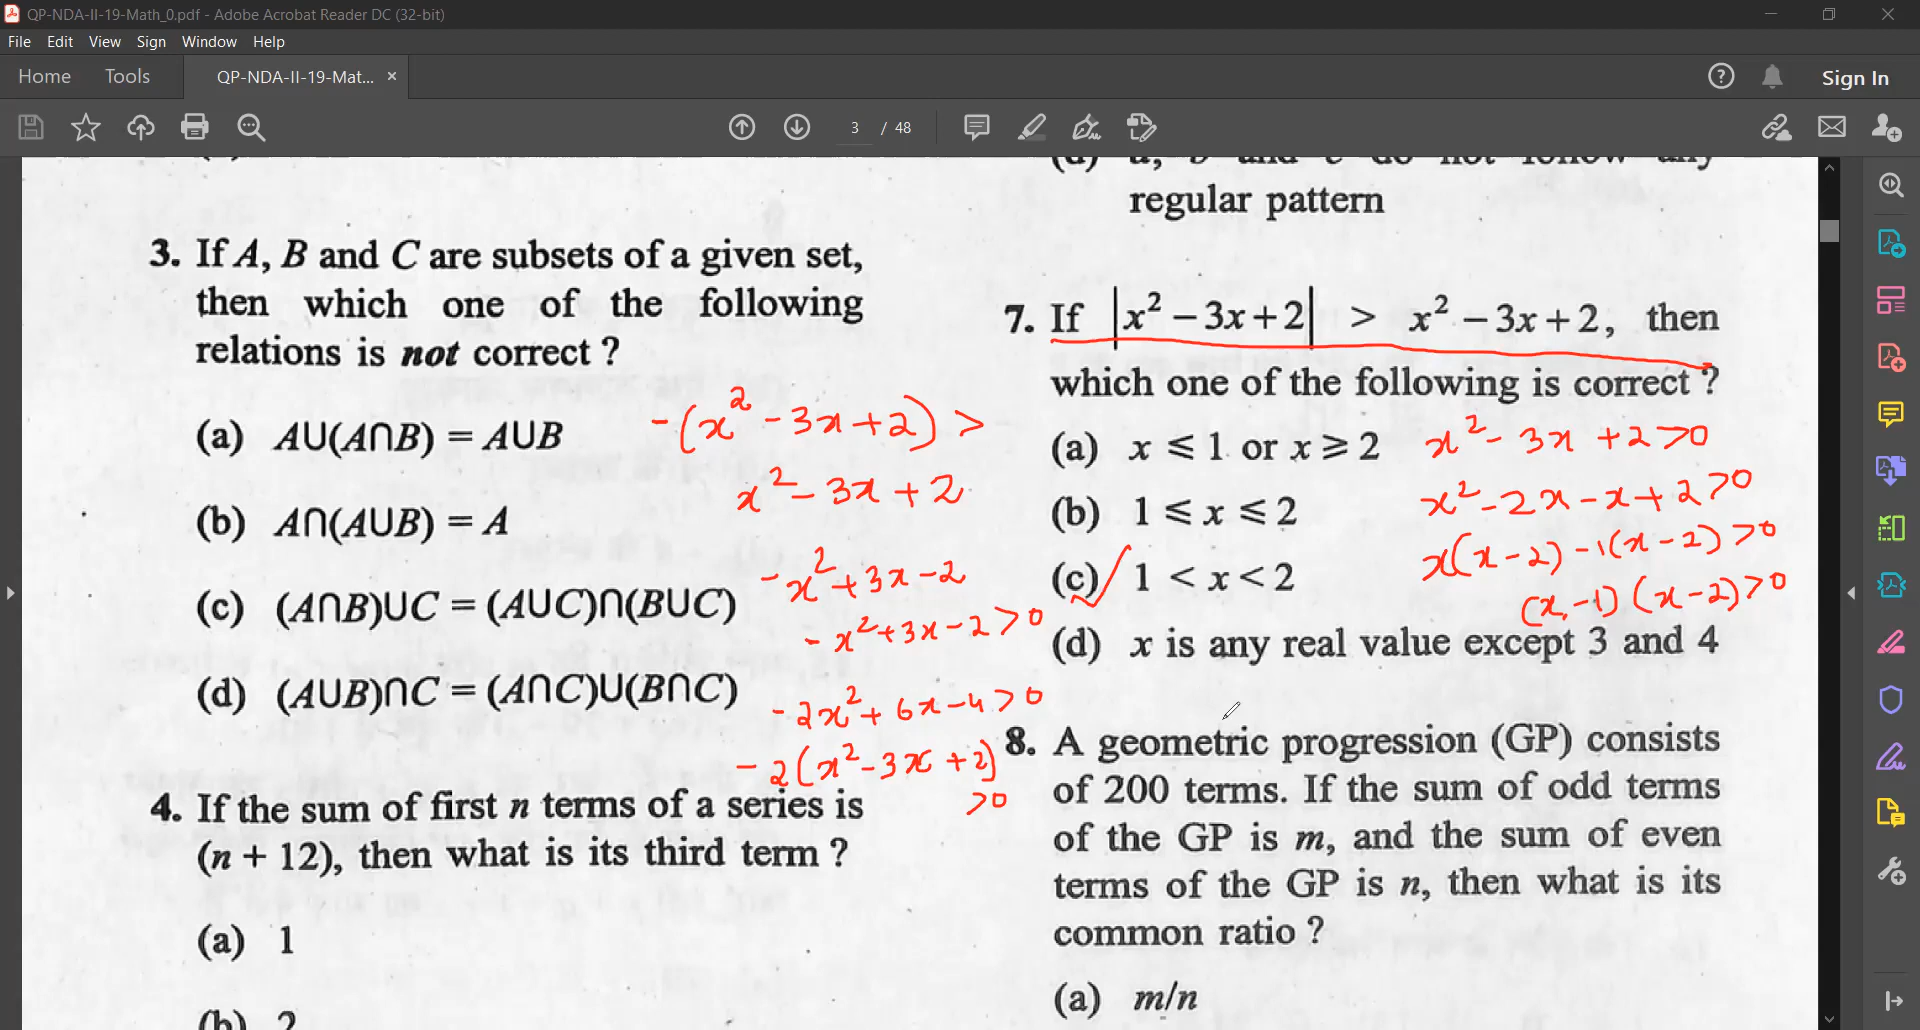 QP-NDA-II-19-Math_0.pdf - Adobe Acrobat Reader DC (32-bit)
File Edit View Sign Window Help
Home Tools QP-NDA-II-19-Mat... × Sign In
3 / 48
3. If A, B and C are subsets of a given set,
then which one of the following
relations is not correct ?
(a) A∪(A∩B) = A∪B
(b) A∩(A∪B) = A
(c) (A∩B)∪C = (A∪C)∩(B∪C)
(d) (A∪B)∩C = (A∩C)∪(B∩C)
-(x² - 3x + 2) >
x² - 3x + 2
- x² + 3x - 2
- x² + 3x - 2 > 0
- 2x² + 6x - 4 > 0
- 2(x² - 3x + 2)
> 0
4. If the sum of first n terms of a series is
(n + 12), then what is its third term ?
(a) 1
(b) 2
(d) a, b and c do not follow any
regular pattern
7. If |x² − 3x + 2| > x² − 3x + 2, then
which one of the following is correct ?
(a) x ⩽ 1 or x ⩾ 2
(b) 1 ⩽ x ⩽ 2
(c) 1 < x < 2
(d) x is any real value except 3 and 4
x² - 3x + 2 > 0
x² - 2x - x + 2 > 0
x(x - 2) - 1(x - 2) > 0
(x - 1) (x - 2) > 0
8. A geometric progression (GP) consists
of 200 terms. If the sum of odd terms
of the GP is m, and the sum of even
terms of the GP is n, then what is its
common ratio ?
(a) m/n